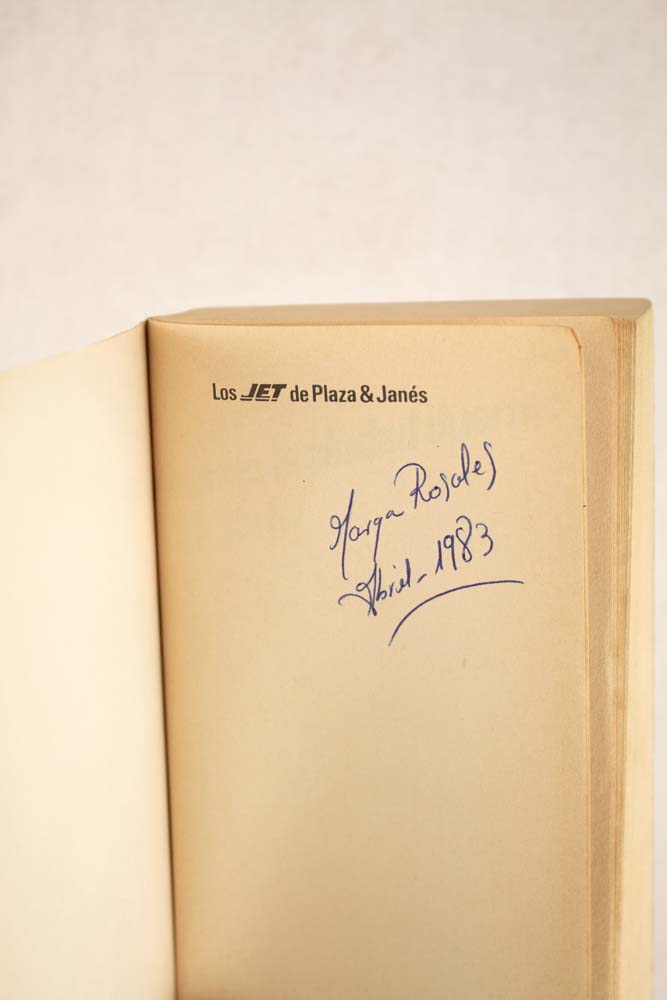 Los JET de Plaza & Janés
Marga Rosales
Abril - 1983